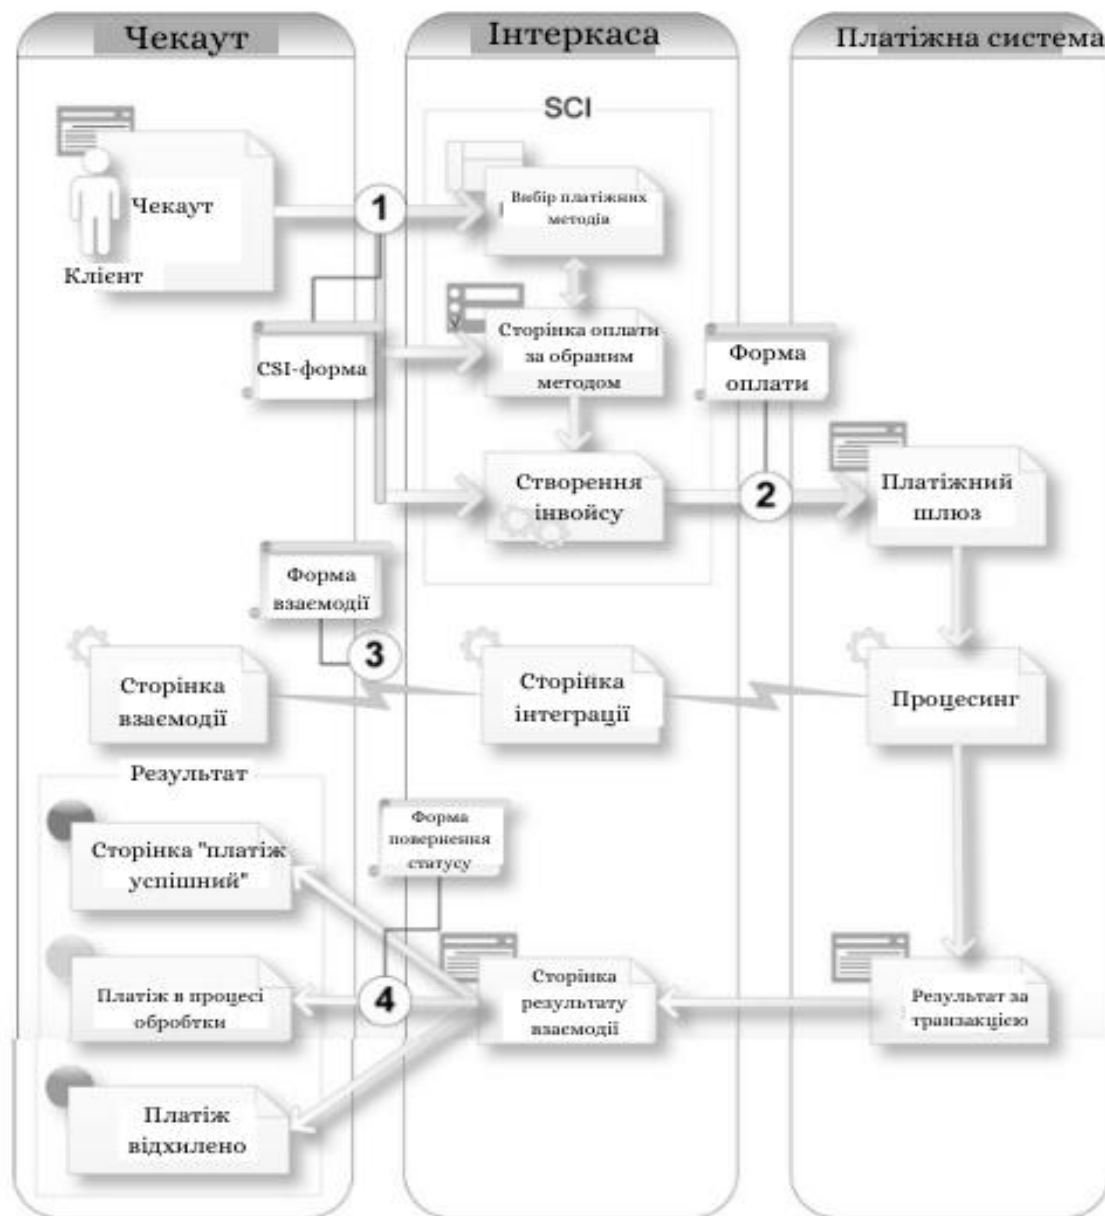 Чекаут
Інтеркаса
Платіжна система
SCI
Чекаут
Клієнт
1
Вибір платіжних
методів
CSI-форма
Сторінка оплати
за обраним
методом
Форма
оплати
Створення
інвойсу
2
Платіжний
шлюз
Форма
взаємодії
3
Сторінка
взаємодії
Сторінка
інтеграції
Процесинг
Результат
Сторінка "платіж
успішний"
Форма
повернення
статусу
Платіж в процесі
обробтки
4
Сторінка
результату
взаємодії
Результат за
транзакцією
Платіж
відхилено